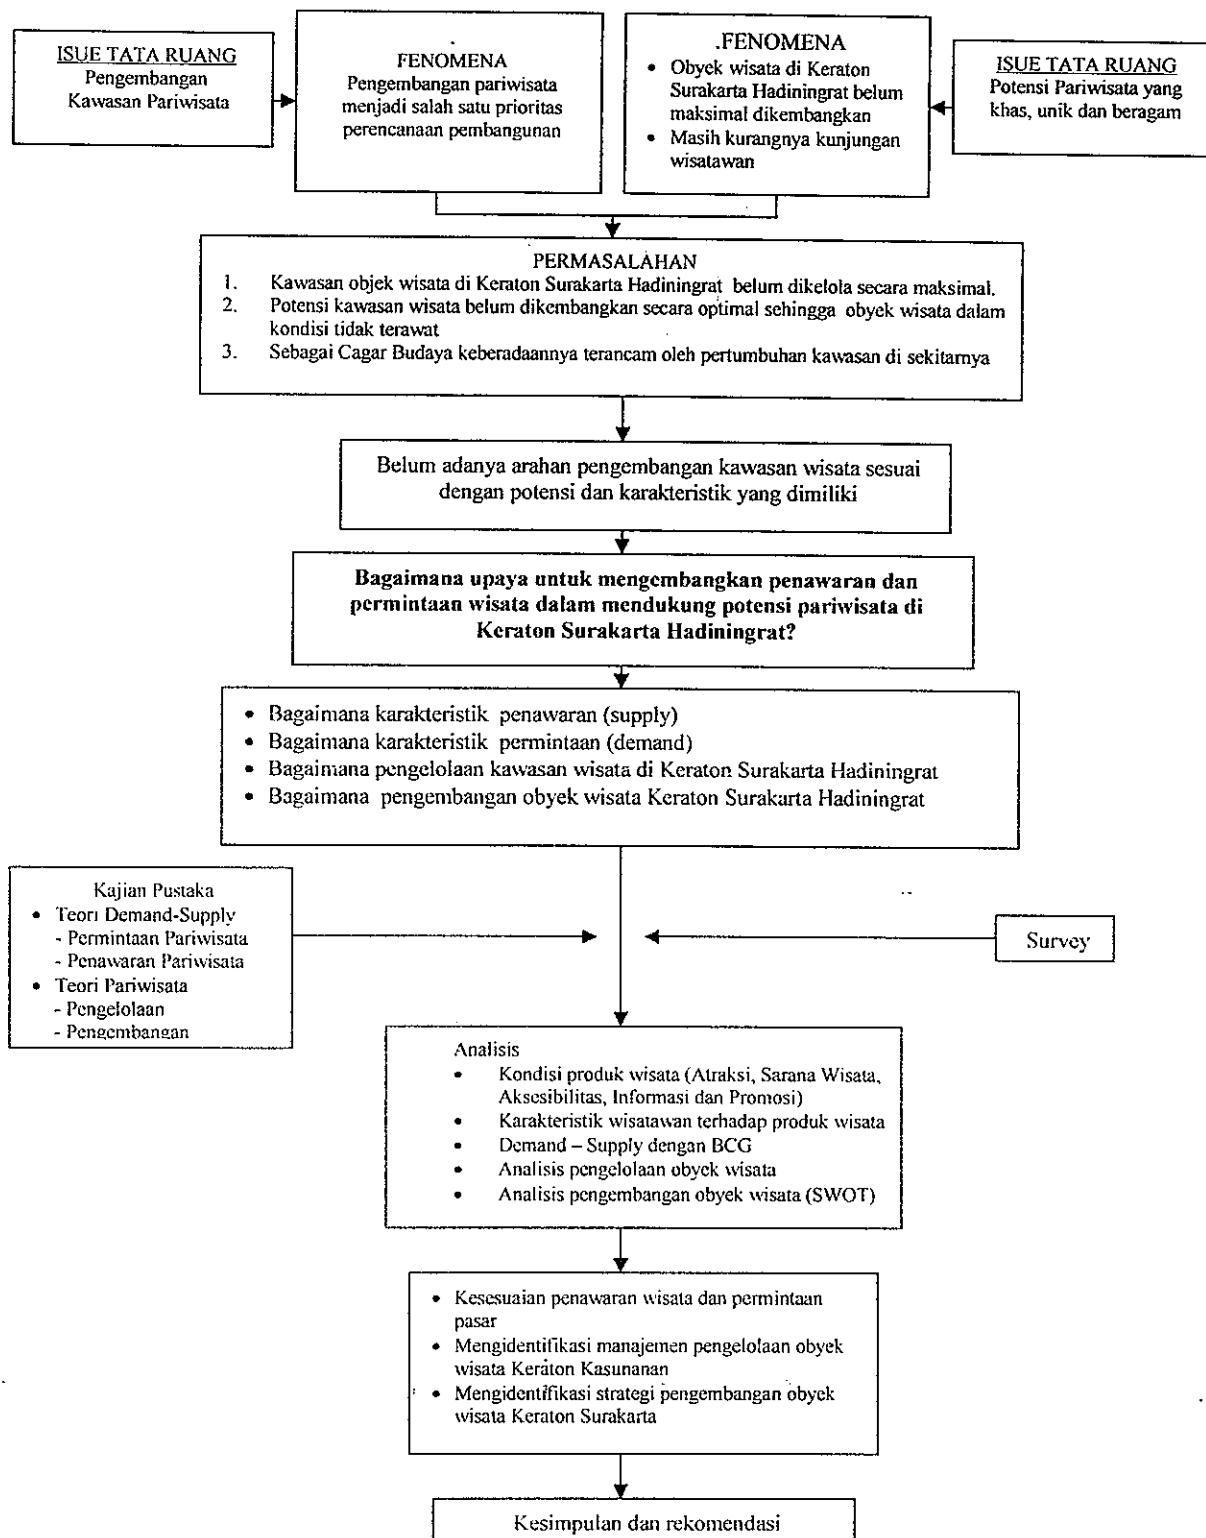 ISUE TATA RUANG
Pengembangan
Kawasan Pariwisata
FENOMENA
Pengembangan pariwisata
menjadi salah satu prioritas
perencanaan pembangunan
.FENOMENA
• Obyek wisata di Keraton
Surakarta Hadiningrat belum
maksimal dikembangkan
• Masih kurangnya kunjungan
wisatawan
ISUE TATA RUANG
Potensi Pariwisata yang
khas, unik dan beragam
PERMASALAHAN
1. Kawasan objek wisata di Keraton Surakarta Hadiningrat belum dikelola secara maksimal.
2. Potensi kawasan wisata belum dikembangkan secara optimal sehingga obyek wisata dalam
kondisi tidak terawat
3. Sebagai Cagar Budaya keberadaannya terancam oleh pertumbuhan kawasan di sekitarnya
Belum adanya arahan pengembangan kawasan wisata sesuai
dengan potensi dan karakteristik yang dimiliki
Bagaimana upaya untuk mengembangkan penawaran dan
permintaan wisata dalam mendukung potensi pariwisata di
Keraton Surakarta Hadiningrat?
• Bagaimana karakteristik penawaran (supply)
• Bagaimana karakteristik permintaan (demand)
• Bagaimana pengelolaan kawasan wisata di Keraton Surakarta Hadiningrat
• Bagaimana pengembangan obyek wisata Keraton Surakarta Hadiningrat
Kajian Pustaka
• Teori Demand-Supply
- Permintaan Pariwisata
- Penawaran Pariwisata
• Teori Pariwisata
- Pengelolaan
- Pengembangan
Survey
Analisis
• Kondisi produk wisata (Atraksi, Sarana Wisata,
Aksesibilitas, Informasi dan Promosi)
• Karakteristik wisatawan terhadap produk wisata
• Demand – Supply dengan BCG
• Analisis pengelolaan obyek wisata
• Analisis pengembangan obyek wisata (SWOT)
• Kesesuaian penawaran wisata dan permintaan
pasar
• Mengidentifikasi manajemen pengelolaan obyek
wisata Keraton Kasunanan
• Mengidentifikasi strategi pengembangan obyek
wisata Keraton Surakarta
Kesimpulan dan rekomendasi